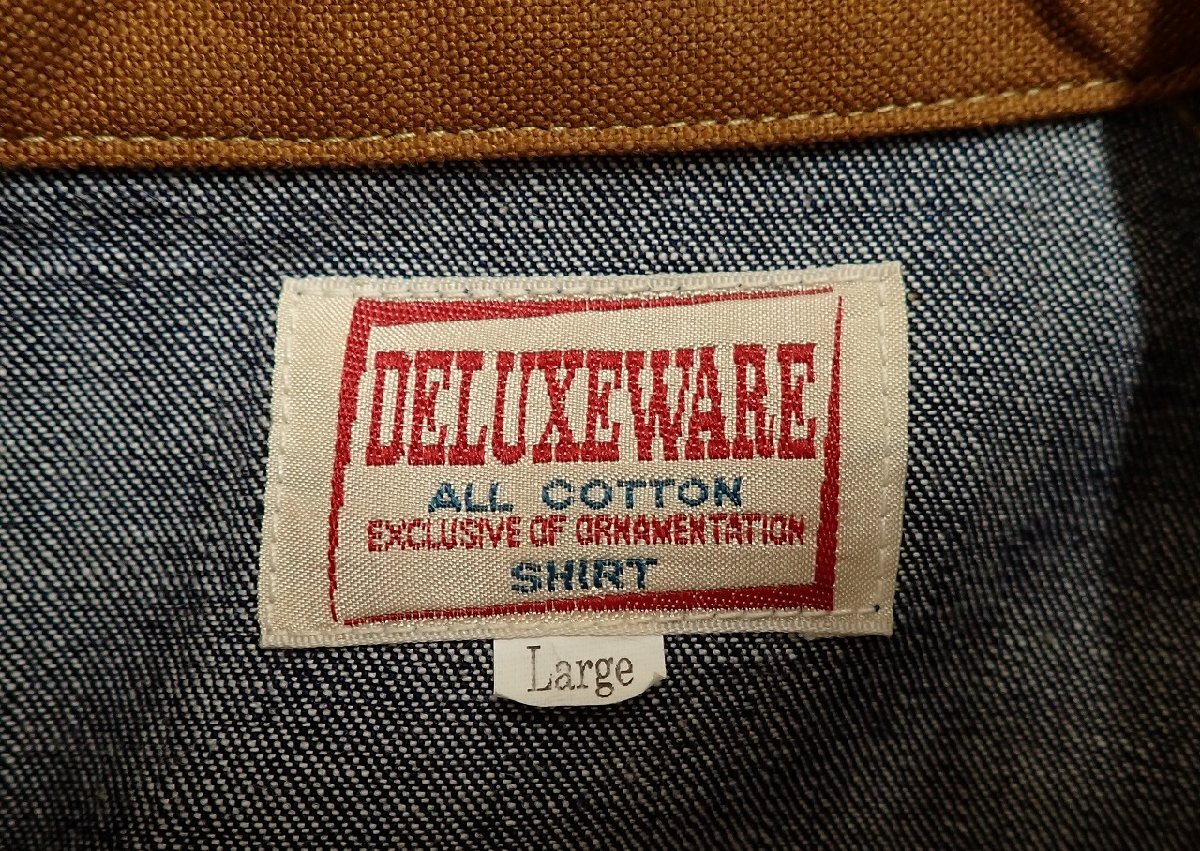 DELUXEWARE
ALL COTTON
EXCLUSIVE OF ORNAMENTATION
SHIRT
Large